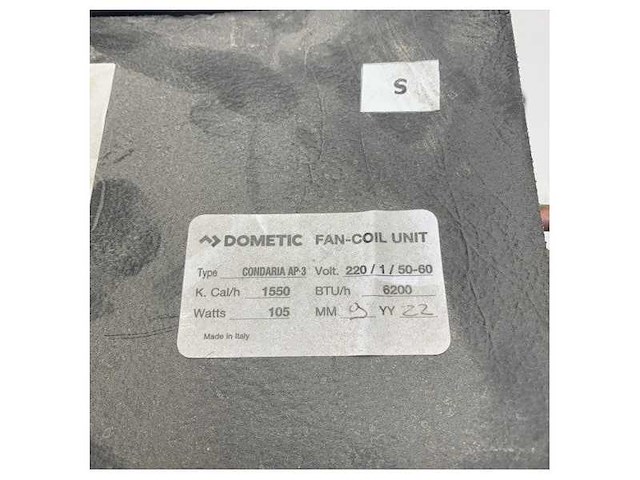 S
DOMETIC FAN-COIL UNIT
Type CONDARIA AP-3 Volt. 220 / 1 / 50-60
K. Cal/h 1550 BTU/h 6200
Watts 105 MM 9 YY 22
Made in Italy